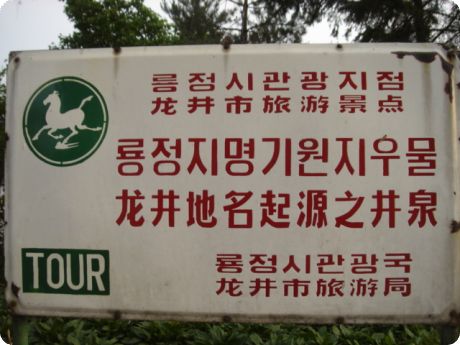 룡정시관광지점
龙井市旅游景点
룡정지명기원지우물
龙井地名起源之井泉
TOUR
룡정시관광국
龙井市旅游局